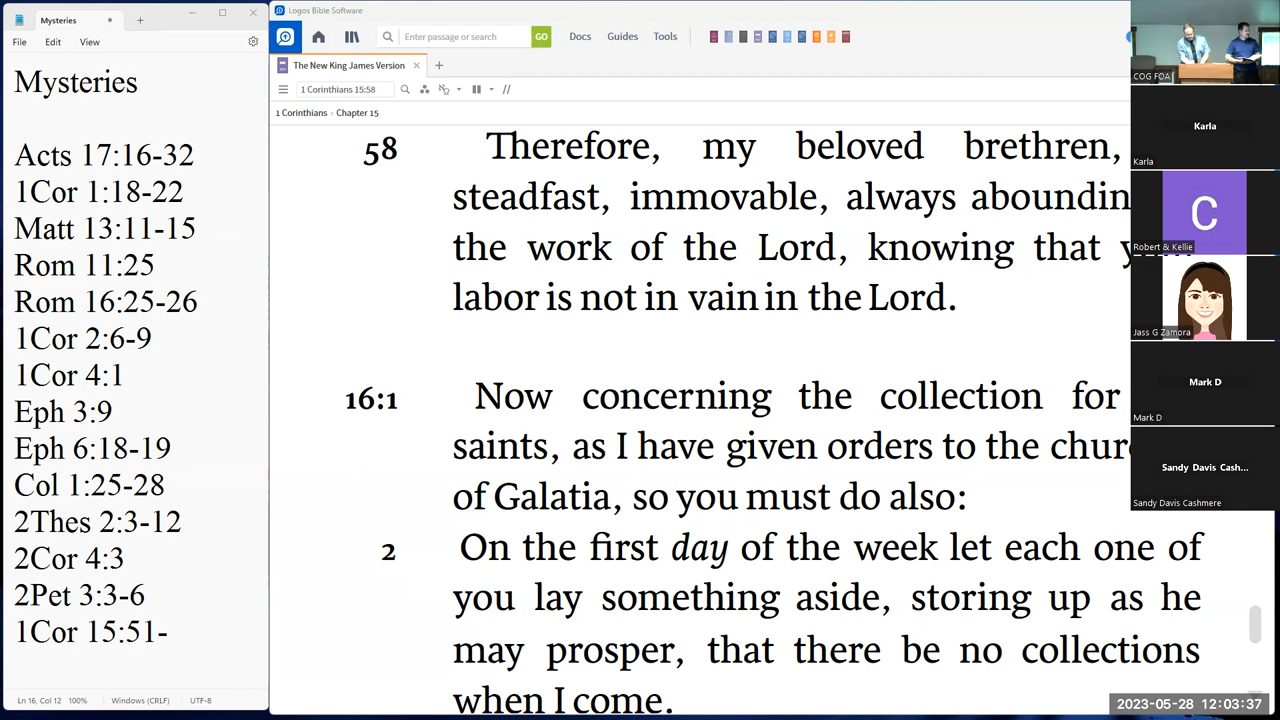 Mysteries
File Edit View
Mysteries
Acts 17:16-32
1Cor 1:18-22
Matt 13:11-15
Rom 11:25
Rom 16:25-26
1Cor 2:6-9
1Cor 4:1
Eph 3:9
Eph 6:18-19
Col 1:25-28
2Thes 2:3-12
2Cor 4:3
2Pet 3:3-6
1Cor 15:51-
Ln 16, Col 12 100% Windows (CRLF) UTF-8
Logos Bible Software
Enter passage or search GO Docs Guides Tools
The New King James Version
1 Corinthians 15:58
1 Corinthians › Chapter 15
58 Therefore, my beloved brethren,
steadfast, immovable, always aboundin
the work of the Lord, knowing that
labor is not in vain in the Lord.
16:1 Now concerning the collection for
saints, as I have given orders to the chur
of Galatia, so you must do also:
2 On the first day of the week let each one of
you lay something aside, storing up as he
may prosper, that there be no collections
when I come.
COG FOA
Karla
Karla
C
Robert & Kellie
Jass G Zamora
Mark D
Mark D
Sandy Davis Cash...
Sandy Davis Cashmere
2023-05-28 12:03:37